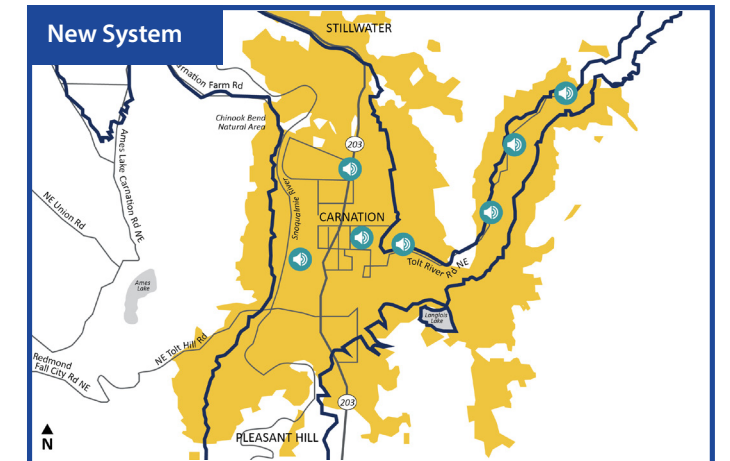 New System
STILLWATER
Carnation Farm Rd
Chinook Bend
Natural Area
203
Ames Lake Carnation Rd NE
Snoqualmie River
NE Union Rd
CARNATION
Tolt River Rd NE
Ames
Lake
Langlois
Lake
NE Tolt Hill Rd
Redmond
Fall City Rd NE
203
N
PLEASANT HILL